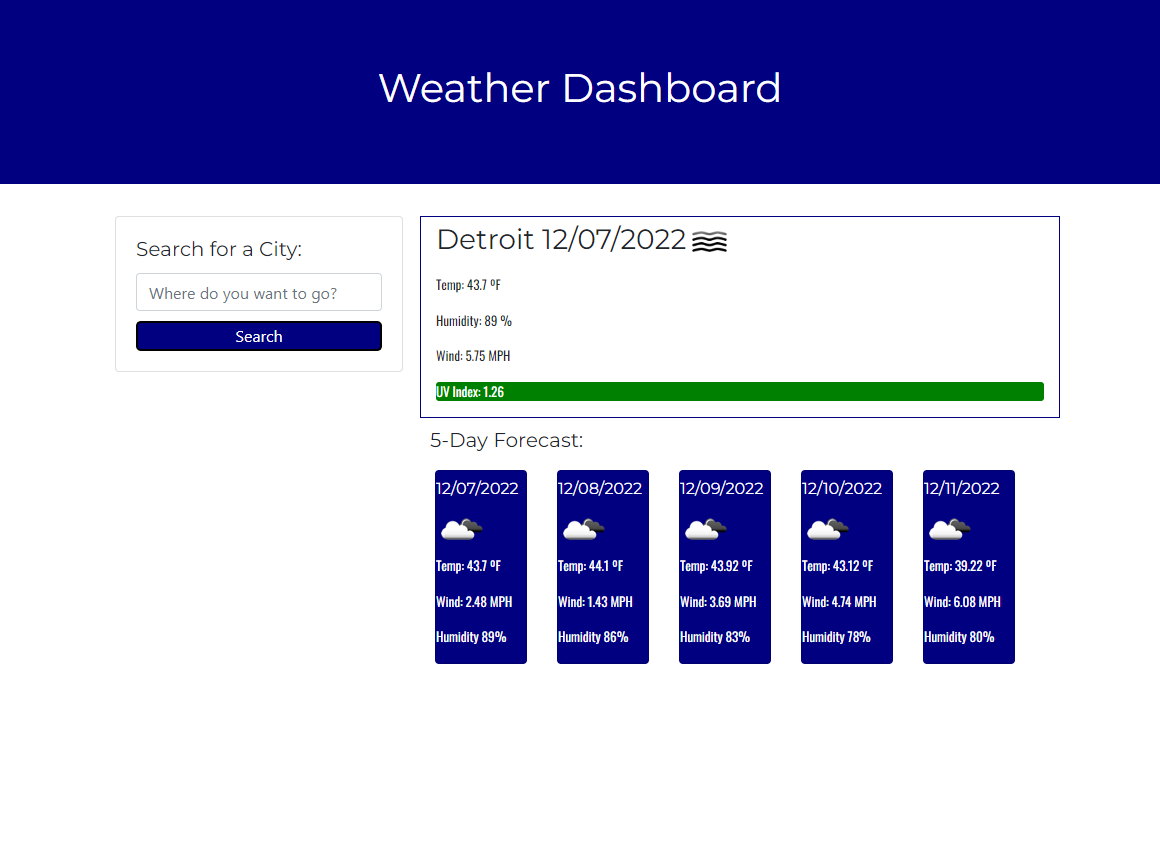 Weather Dashboard
Search for a City:
Where do you want to go?
Search
Detroit 12/07/2022
Temp: 43.7 ºF
Humidity: 89 %
Wind: 5.75 MPH
UV Index: 1.26
5-Day Forecast:
12/07/2022
Temp: 43.7 ºF
Wind: 2.48 MPH
Humidity 89%
12/08/2022
Temp: 44.1 ºF
Wind: 1.43 MPH
Humidity 86%
12/09/2022
Temp: 43.92 ºF
Wind: 3.69 MPH
Humidity 83%
12/10/2022
Temp: 43.12 ºF
Wind: 4.74 MPH
Humidity 78%
12/11/2022
Temp: 39.22 ºF
Wind: 6.08 MPH
Humidity 80%